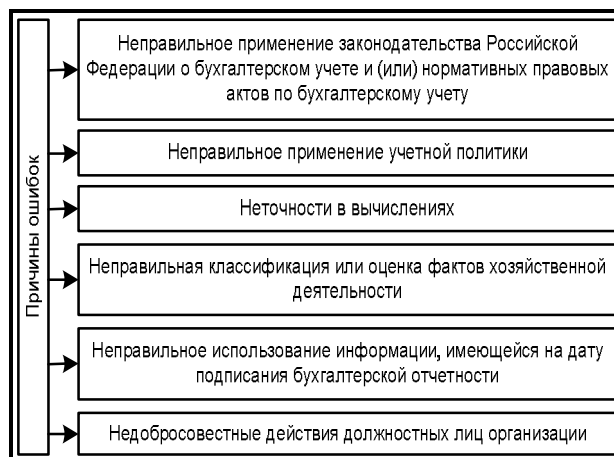 Причины ошибок
Неправильное применение законодательства Российской
Федерации о бухгалтерском учете и (или) нормативных правовых
актов по бухгалтерскому учету
Неправильное применение учетной политики
Неточности в вычислениях
Неправильная классификация или оценка фактов хозяйственной
деятельности
Неправильное использование информации, имеющейся на дату
подписания бухгалтерской отчетности
Недобросовестные действия должностных лиц организации